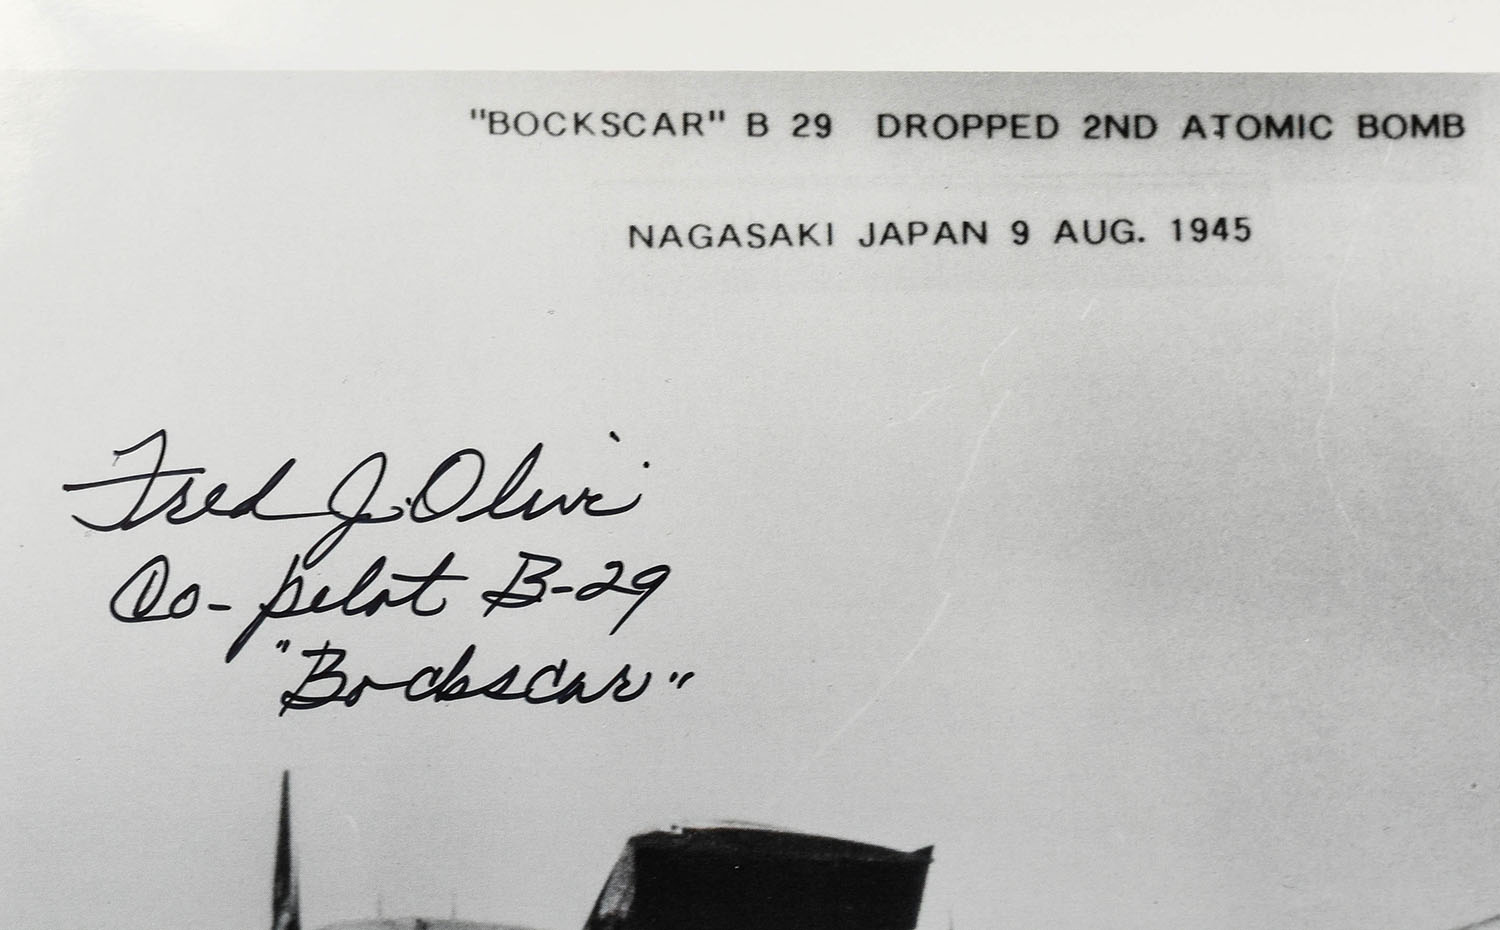 "BOCKSCAR" B 29 DROPPED 2ND ATOMIC BOMB
NAGASAKI JAPAN 9 AUG. 1945
Fred J. Olivi
Co-pilot B-29
"Bockscar"